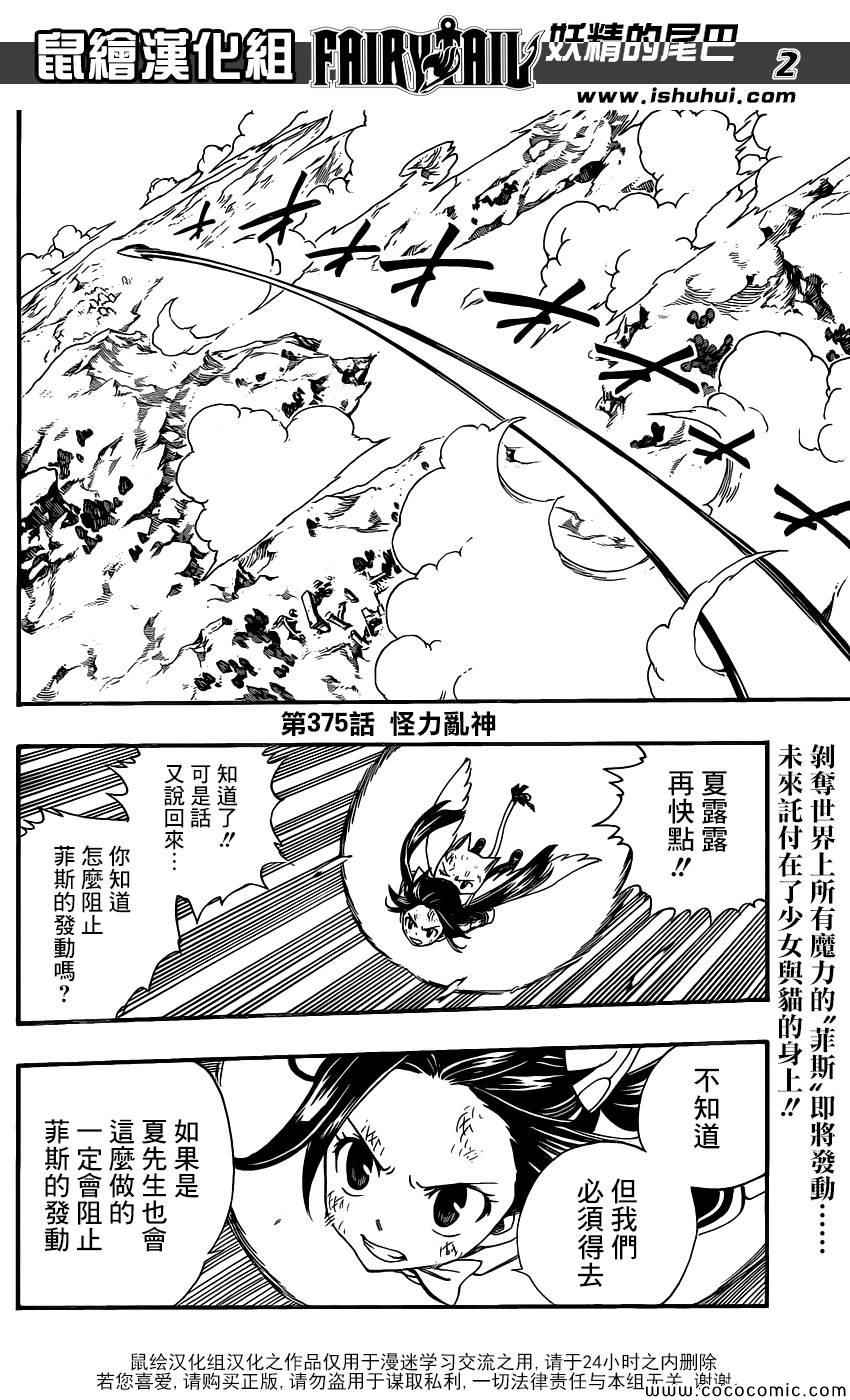 鼠繪漢化組
FAIRY TAIL
妖精的尾巴
2
www.ishuhui.com
第375話 怪力亂神
剝奪世界上所有魔力的〝菲斯〞即將發動……
未來託付在了少女與貓的身上!!
夏露露
再快點!!
知道了!!
可是話
又說回來…
你知道
怎麼阻止
菲斯的發動嗎?
不知道
但我們
必須得去
如果是
夏先生也會
這麼做的
一定會阻止
菲斯的發動
鼠绘汉化组汉化之作品仅用于漫迷学习交流之用,请于24小时之内删除
若您喜爱,请购买正版,请勿盗用于谋取私利,一切法律责任与本组无关,谢谢.
www.cococomic.com